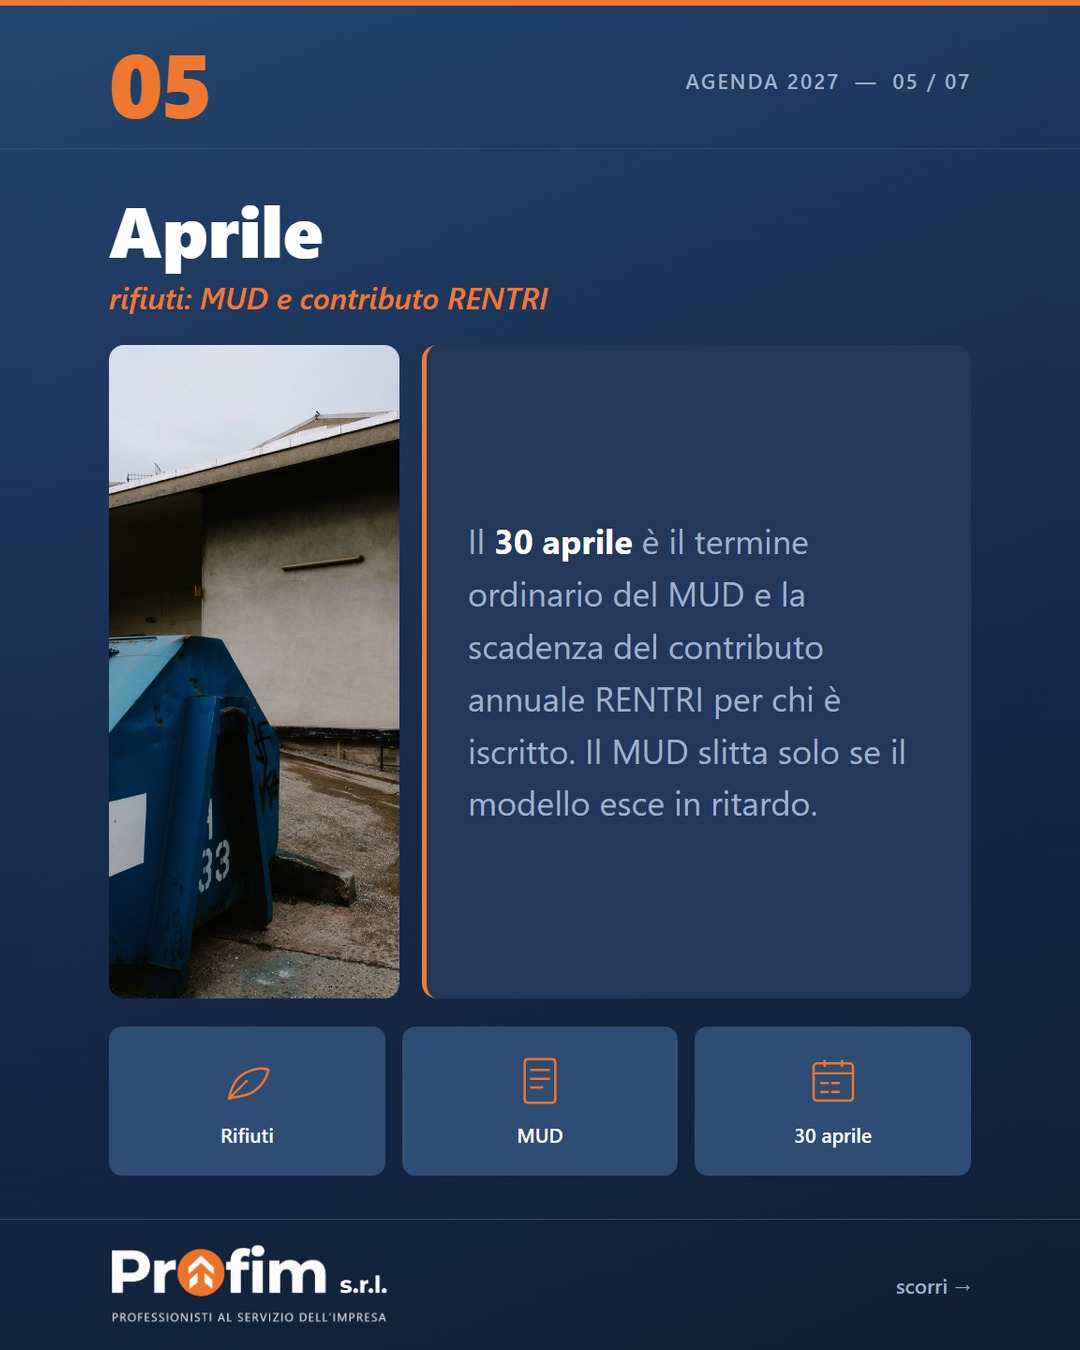 05
AGENDA 2027 — 05 / 07
Aprile
rifiuti: MUD e contributo RENTRI
1
33
Il 30 aprile è il termine
ordinario del MUD e la
scadenza del contributo
annuale RENTRI per chi è
iscritto. Il MUD slitta solo se il
modello esce in ritardo.
Rifiuti
MUD
30 aprile
Profim s.r.l.
PROFESSIONISTI AL SERVIZIO DELL'IMPRESA
scorri →